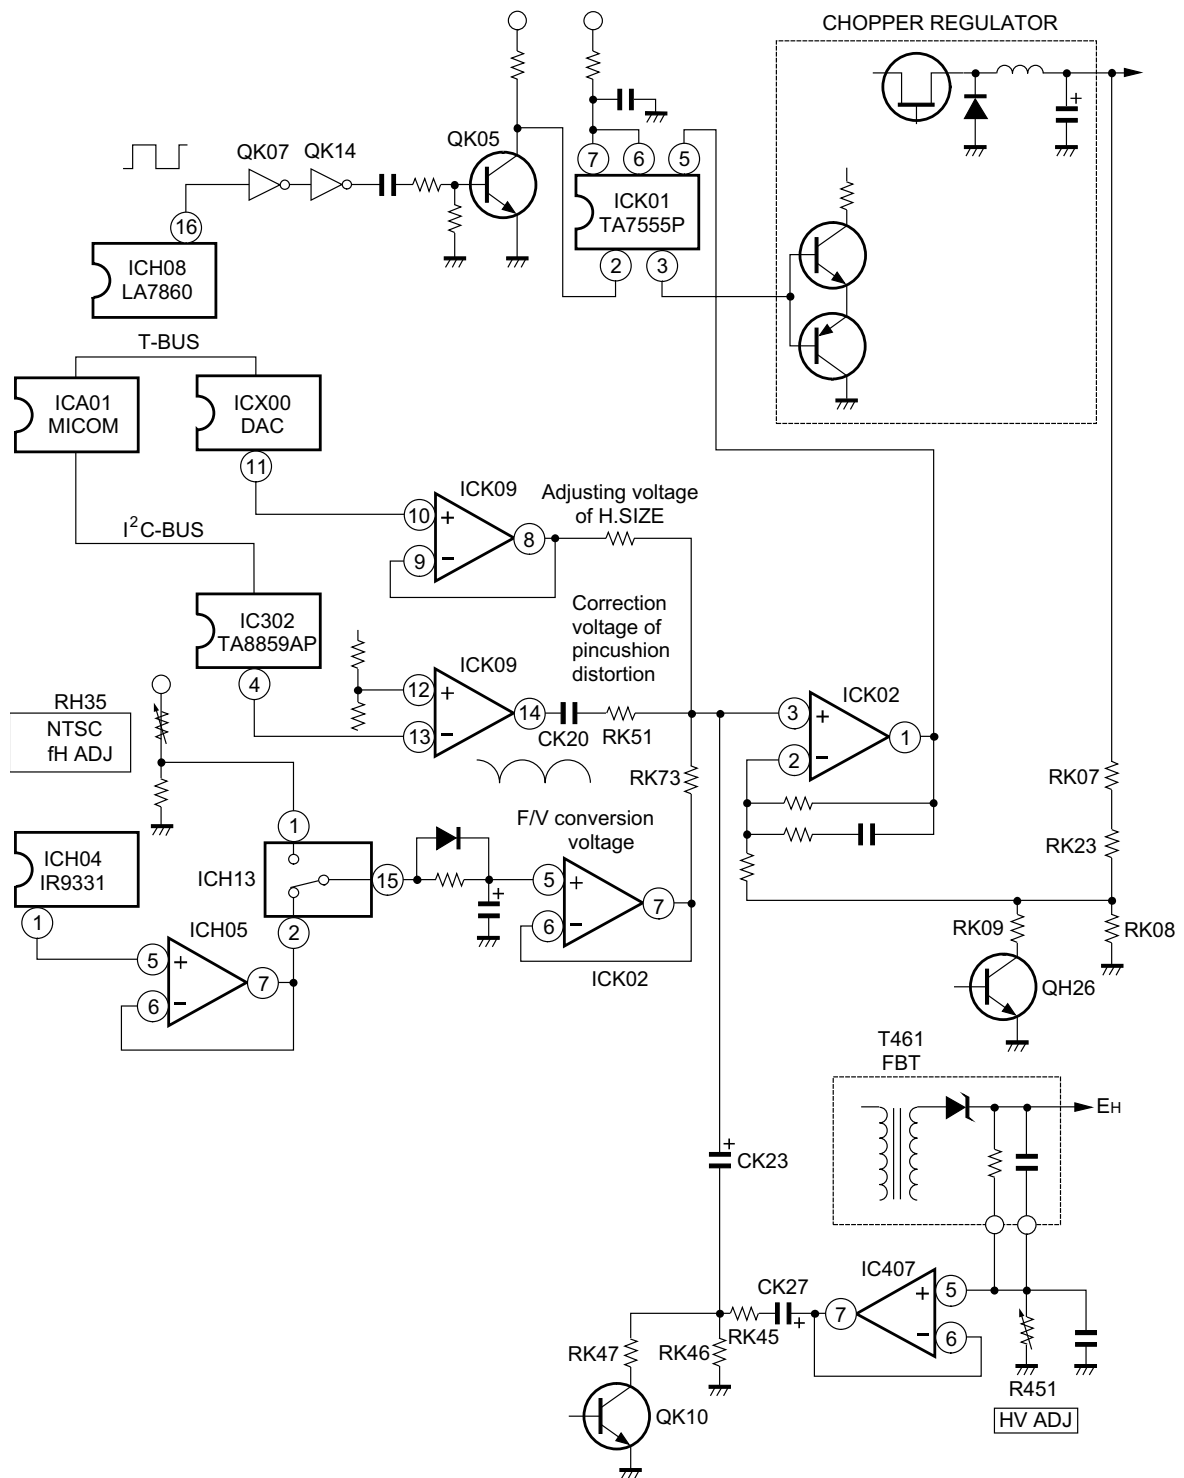 CHOPPER REGULATOR
QK07
QK14
QK05
7
6
5
ICK01
TA7555P
16
2
3
ICH08
LA7860
T-BUS
ICA01
MICOM
ICX00
DAC
11
ICK09
Adjusting voltage
of H.SIZE
10
+
8
9
−
I²C-BUS
Correction
voltage of
pincushion
distortion
IC302
TA8859AP
ICK09
4
12
+
14
13
−
CK20
RK51
ICK02
3
+
1
2
−
RH35
NTSC
fH ADJ
RK73
RK07
1
F/V conversion
voltage
RK23
ICH04
IR9331
ICH13
15
5
+
7
6
−
+
1
ICH05
2
RK09
RK08
5
+
7
6
−
ICK02
QH26
T461
FBT
EH
+
CK23
IC407
CK27
5
+
7
+
−
6
RK45
RK47
RK46
R451
QK10
HV ADJ
+